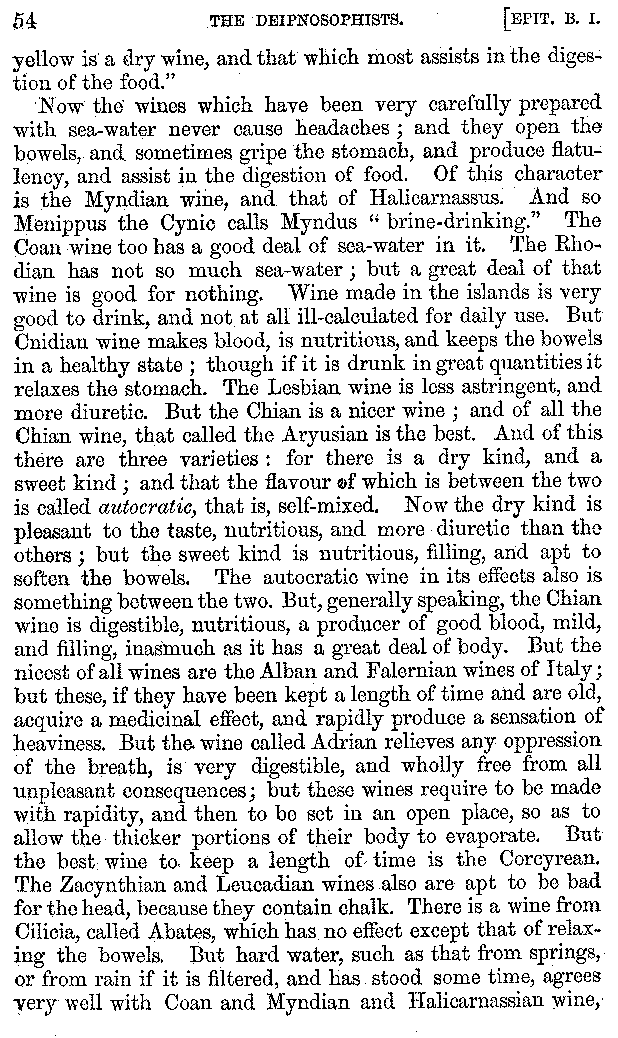 54 THE DEIPNOSOPHISTS. [EPIT. B. I.
yellow is a dry wine, and that which most assists in the diges-
tion of the food.”
Now the wines which have been very carefully prepared
with sea-water never cause headaches ; and they open the
bowels, and sometimes gripe the stomach, and produce flatu-
lency, and assist in the digestion of food. Of this character
is the Myndian wine, and that of Halicarnassus. And so
Menippus the Cynic calls Myndus “ brine-drinking.” The
Coan wine too has a good deal of sea-water in it. The Rho-
dian has not so much sea-water ; but a great deal of that
wine is good for nothing. Wine made in the islands is very
good to drink, and not at all ill-calculated for daily use. But
Cnidian wine makes blood, is nutritious, and keeps the bowels
in a healthy state ; though if it is drunk in great quantities it
relaxes the stomach. The Lesbian wine is less astringent, and
more diuretic. But the Chian is a nicer wine ; and of all the
Chian wine, that called the Aryusian is the best. And of this
there are three varieties : for there is a dry kind, and a
sweet kind ; and that the flavour of which is between the two
is called autocratic, that is, self-mixed. Now the dry kind is
pleasant to the taste, nutritious, and more diuretic than the
others ; but the sweet kind is nutritious, filling, and apt to
soften the bowels. The autocratic wine in its effects also is
something between the two. But, generally speaking, the Chian
wine is digestible, nutritious, a producer of good blood, mild,
and filling, inasmuch as it has a great deal of body. But the
nicest of all wines are the Alban and Falernian wines of Italy ;
but these, if they have been kept a length of time and are old,
acquire a medicinal effect, and rapidly produce a sensation of
heaviness. But the wine called Adrian relieves any oppression
of the breath, is very digestible, and wholly free from all
unpleasant consequences ; but these wines require to be made
with rapidity, and then to be set in an open place, so as to
allow the thicker portions of their body to evaporate. But
the best wine to keep a length of time is the Corcyrean.
The Zacynthian and Leucadian wines also are apt to be bad
for the head, because they contain chalk. There is a wine from
Cilicia, called Abates, which has no effect except that of relax-
ing the bowels. But hard water, such as that from springs,
or from rain if it is filtered, and has stood some time, agrees
very well with Coan and Myndian and Halicarnassian wine,